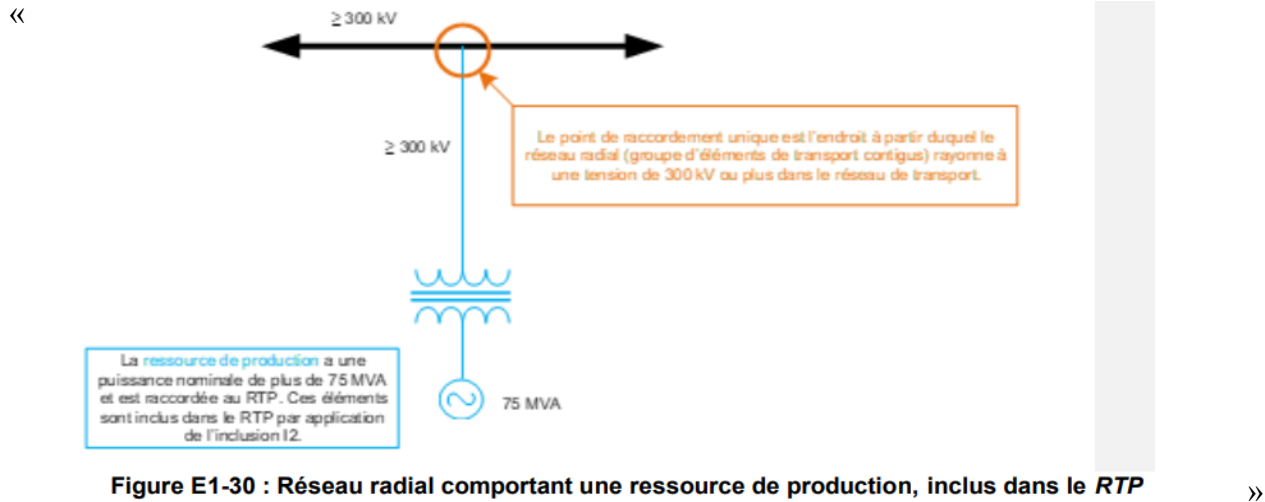 «
≥ 300 kV
Le point de raccordement unique est l'endroit à partir duquel le
réseau radial (groupe d'éléments de transport contigus) rayonne à
une tension de 300 kV ou plus dans le réseau de transport.
≥ 300 kV
La ressource de production a une
puissance nominale de plus de 75 MVA
et est raccordée au RTP. Ces éléments
sont inclus dans le RTP par application
de l'inclusion I2.
75 MVA
Figure E1-30 : Réseau radial comportant une ressource de production, inclus dans le RTP
»